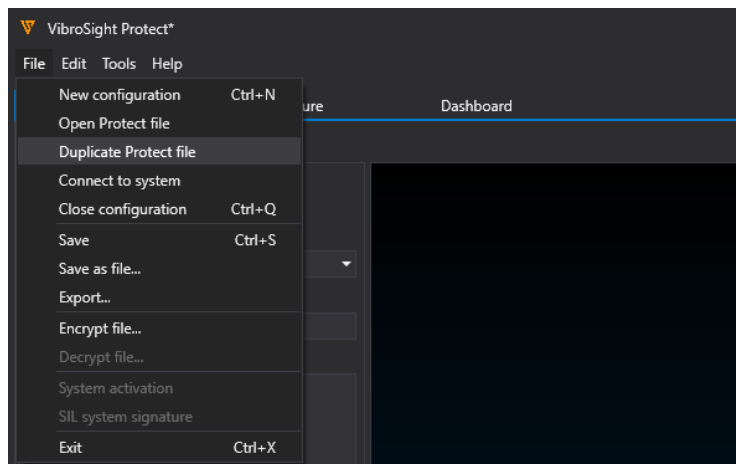 VibroSight Protect*
File Edit Tools Help
New configuration Ctrl+N
ure Dashboard
Open Protect file
Duplicate Protect file
Connect to system
Close configuration Ctrl+Q
Save Ctrl+S
Save as file...
Export...
Encrypt file...
Decrypt file...
System activation
SIL system signature
Exit Ctrl+X